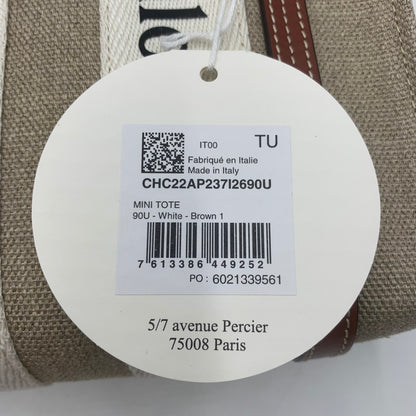 le
IT00
TU
Fabriqué en Italie
Made in Italy
CHC22AP237I2690U
MINI TOTE
90U - White - Brown 1
7 613386 449252
PO : 6021339561
5/7 avenue Percier
75008 Paris